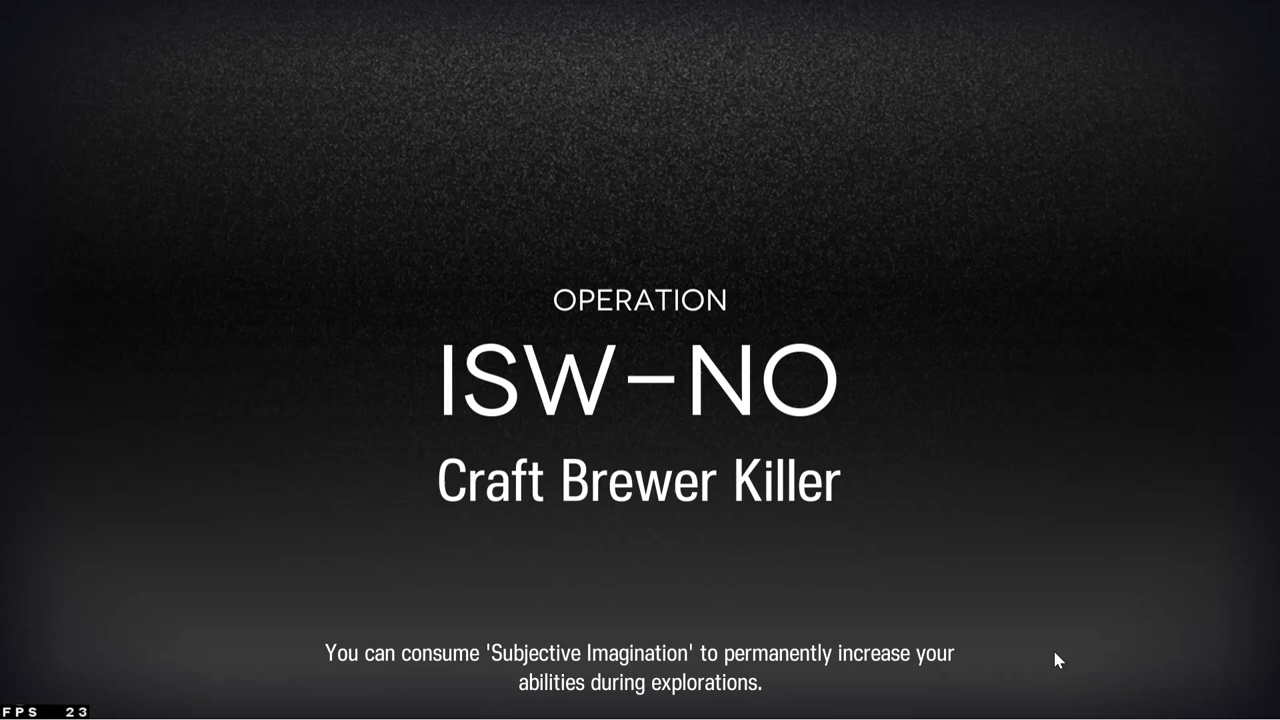 OPERATION
ISW-NO
Craft Brewer Killer
You can consume 'Subjective Imagination' to permanently increase your
abilities during explorations.
FPS 23